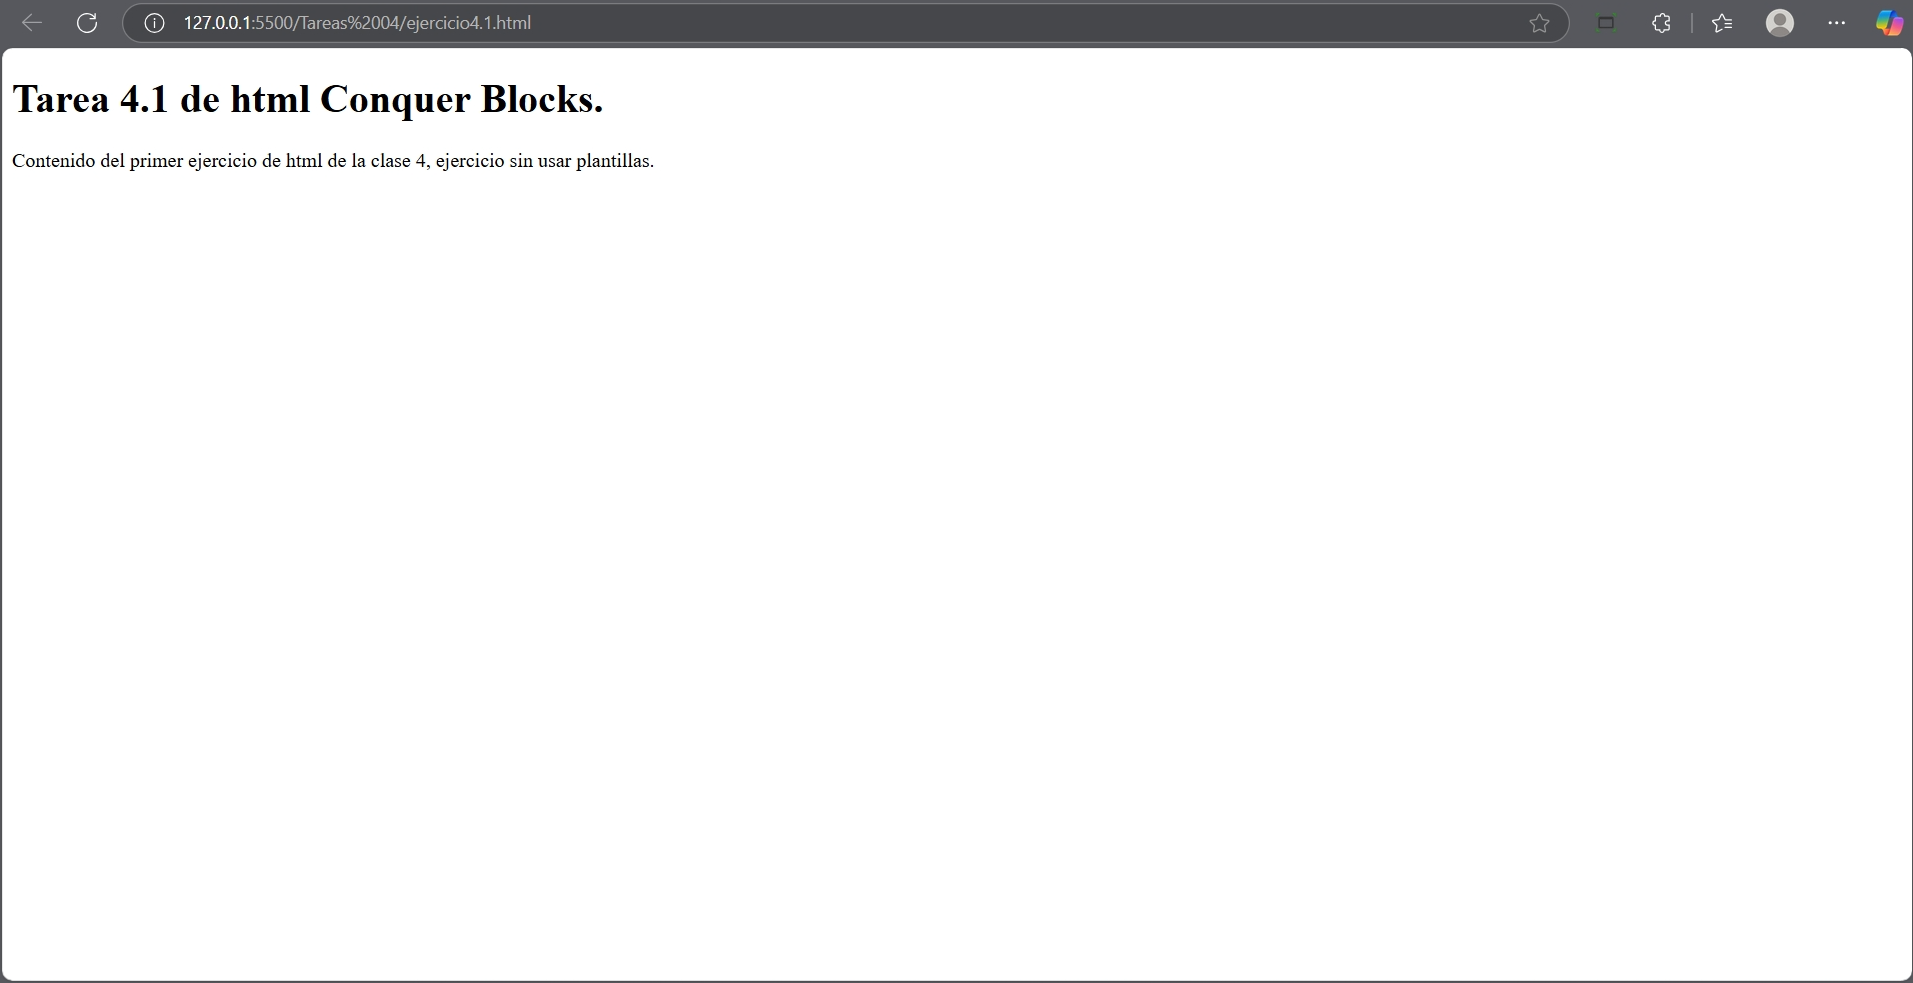 127.0.0.1:5500/Tareas%2004/ejercicio4.1.html
Tarea 4.1 de html Conquer Blocks.
Contenido del primer ejercicio de html de la clase 4, ejercicio sin usar plantillas.